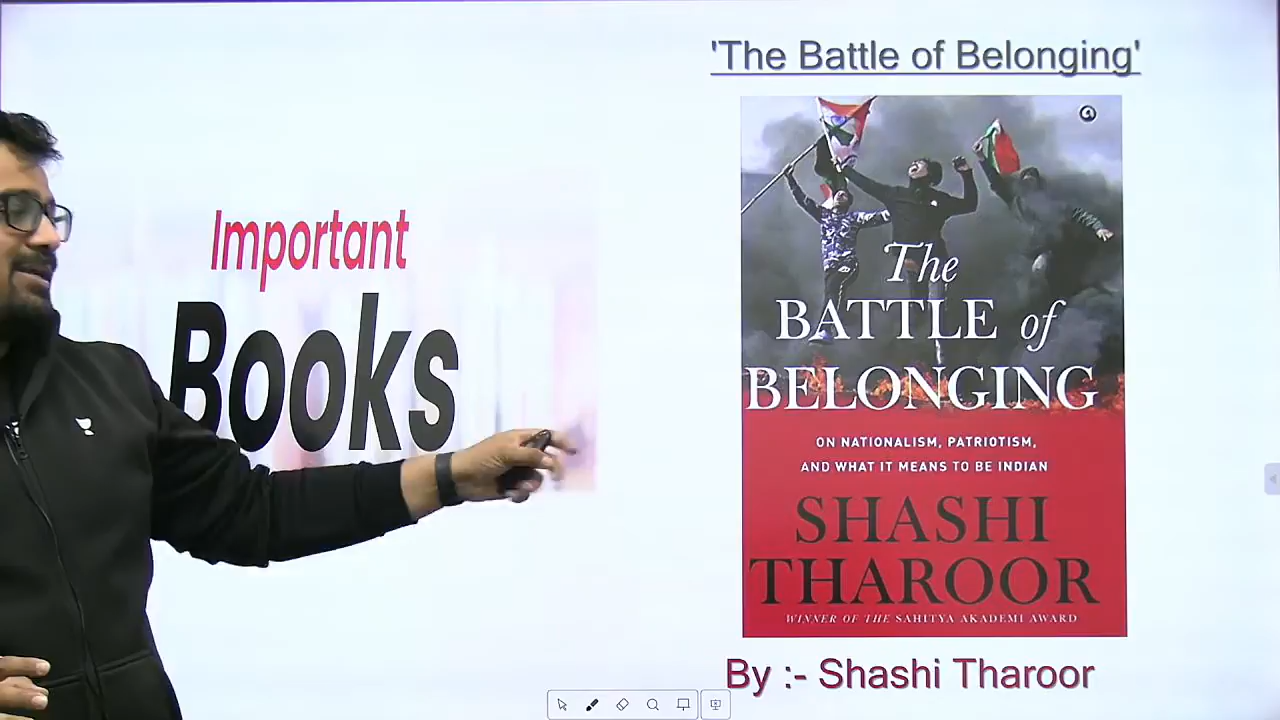 Important
Books
'The Battle of Belonging'
The
BATTLE of
BELONGING
ON NATIONALISM, PATRIOTISM,
AND WHAT IT MEANS TO BE INDIAN
SHASHI
THAROOR
WINNER OF THE SAHITYA AKADEMI AWARD
By :- Shashi Tharoor